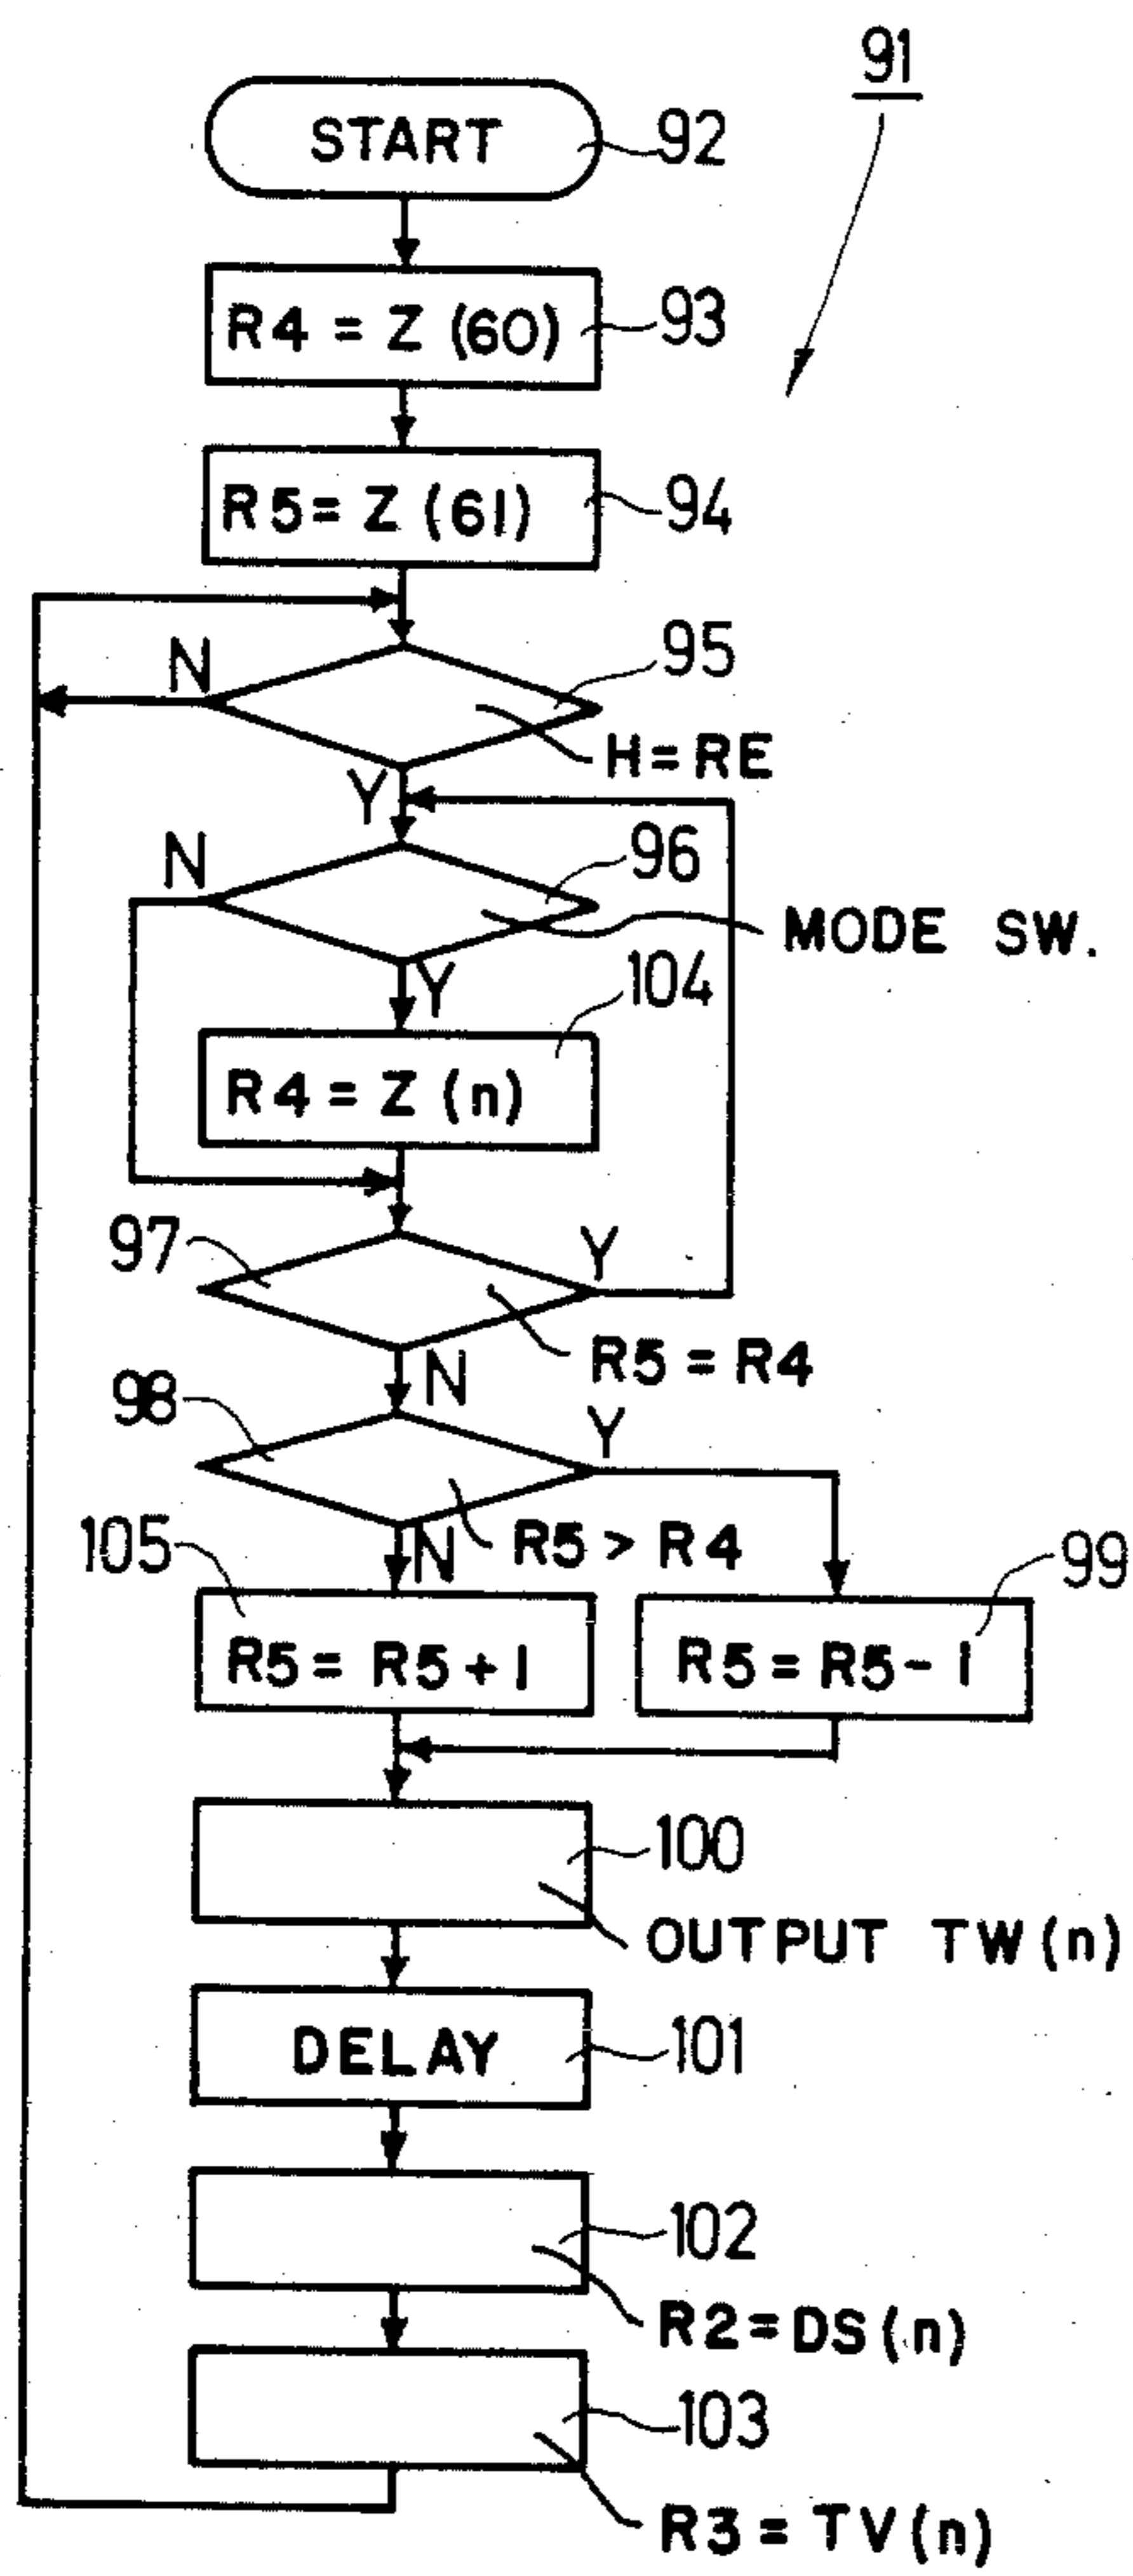 91
START 92
R4 = Z (60) 93
R5 = Z (61) 94
N 95
H = RE
Y
N 96
MODE SW.
Y 104
R4 = Z (n)
97 Y
R5 = R4
98 N Y
R5 > R4
105 N 99
R5 = R5 + 1 R5 = R5 - 1
100
OUTPUT TW (n)
DELAY 101
102
R2 = DS (n)
103
R3 = TV (n)